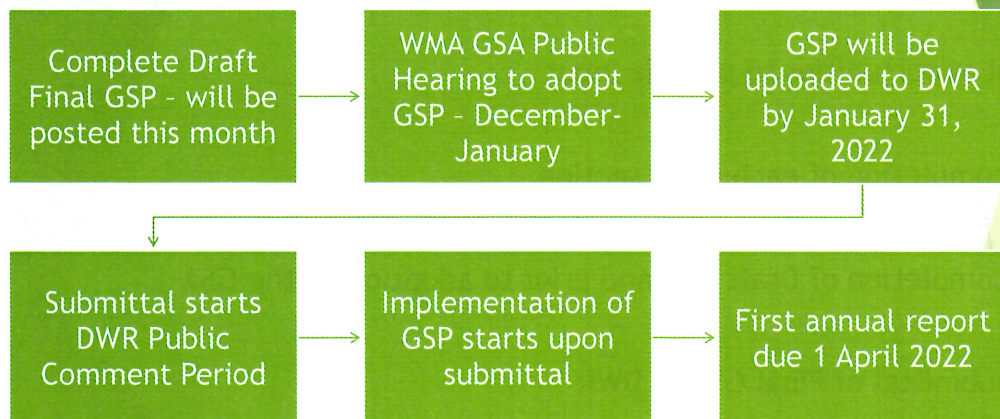 Complete Draft
Final GSP – will be
posted this month
WMA GSA Public
Hearing to adopt
GSP – December-
January
GSP will be
uploaded to DWR
by January 31,
2022
Submittal starts
DWR Public
Comment Period
Implementation of
GSP starts upon
submittal
First annual report
due 1 April 2022